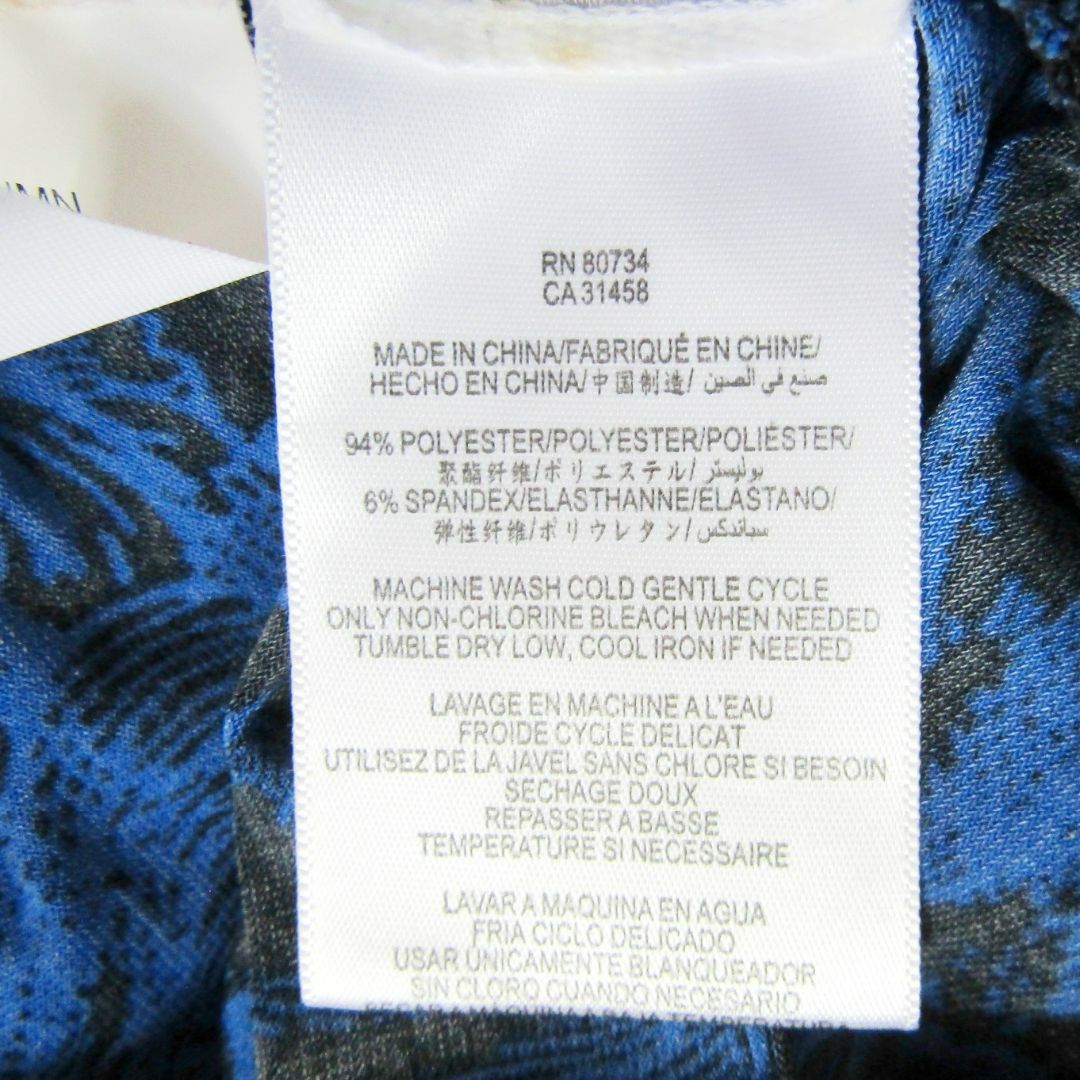 RN 80734
CA 31458
MADE IN CHINA/FABRIQUÉ EN CHINE/
HECHO EN CHINA/中国制造/ صنع في الصين
94% POLYESTER/POLYESTER/POLIÉSTER/
聚酯纤维/ポリエステル/ بوليستر
6% SPANDEX/ELASTHANNE/ELASTANO/
弹性纤维/ポリウレタン/ سباندكس
MACHINE WASH COLD GENTLE CYCLE
ONLY NON-CHLORINE BLEACH WHEN NEEDED
TUMBLE DRY LOW, COOL IRON IF NEEDED
LAVAGE EN MACHINE A L'EAU
FROIDE CYCLE DELICAT
UTILISEZ DE LA JAVEL SANS CHLORE SI BESOIN
SECHAGE DOUX
REPASSER A BASSE
TEMPERATURE SI NECESSAIRE
LAVAR A MAQUINA EN AGUA
FRIA CICLO DELICADO
USAR UNICAMENTE BLANQUEADOR
SIN CLORO CUANDO NECESARIO